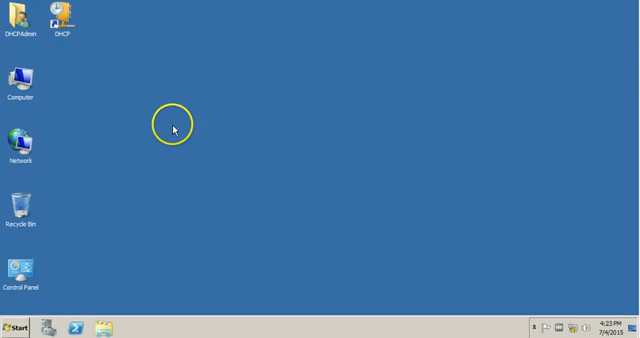 DHCPAdmin
DHCP
Computer
Network
Recycle Bin
Control Panel
Start
4:23 PM
7/4/2015